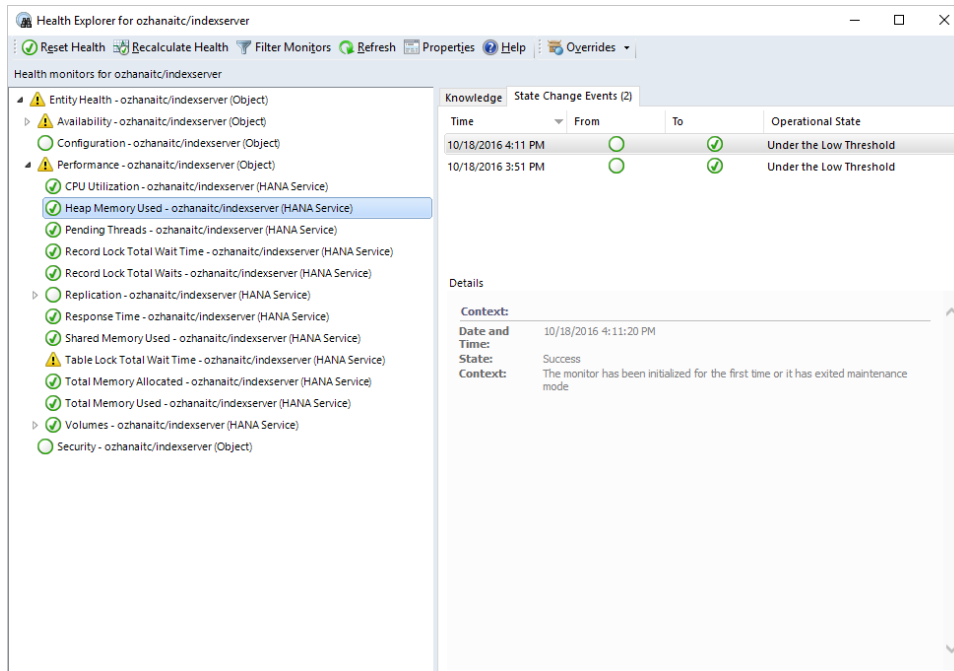 Health Explorer for ozhanaitc/indexserver
Reset Health Recalculate Health Filter Monitors Refresh Properties Help Overrides
Health monitors for ozhanaitc/indexserver
Entity Health - ozhanaitc/indexserver (Object)
Availability - ozhanaitc/indexserver (Object)
Configuration - ozhanaitc/indexserver (Object)
Performance - ozhanaitc/indexserver (Object)
CPU Utilization - ozhanaitc/indexserver (HANA Service)
Heap Memory Used - ozhanaitc/indexserver (HANA Service)
Pending Threads - ozhanaitc/indexserver (HANA Service)
Record Lock Total Wait Time - ozhanaitc/indexserver (HANA Service)
Record Lock Total Waits - ozhanaitc/indexserver (HANA Service)
Replication - ozhanaitc/indexserver (HANA Service)
Response Time - ozhanaitc/indexserver (HANA Service)
Shared Memory Used - ozhanaitc/indexserver (HANA Service)
Table Lock Total Wait Time - ozhanaitc/indexserver (HANA Service)
Total Memory Allocated - ozhanaitc/indexserver (HANA Service)
Total Memory Used - ozhanaitc/indexserver (HANA Service)
Volumes - ozhanaitc/indexserver (HANA Service)
Security - ozhanaitc/indexserver (Object)
Knowledge State Change Events (2)
Time From To Operational State
10/18/2016 4:11 PM Under the Low Threshold
10/18/2016 3:51 PM Under the Low Threshold
Details
Context:
Date and 10/18/2016 4:11:20 PM
Time:
State: Success
Context: The monitor has been initialized for the first time or it has exited maintenance
mode